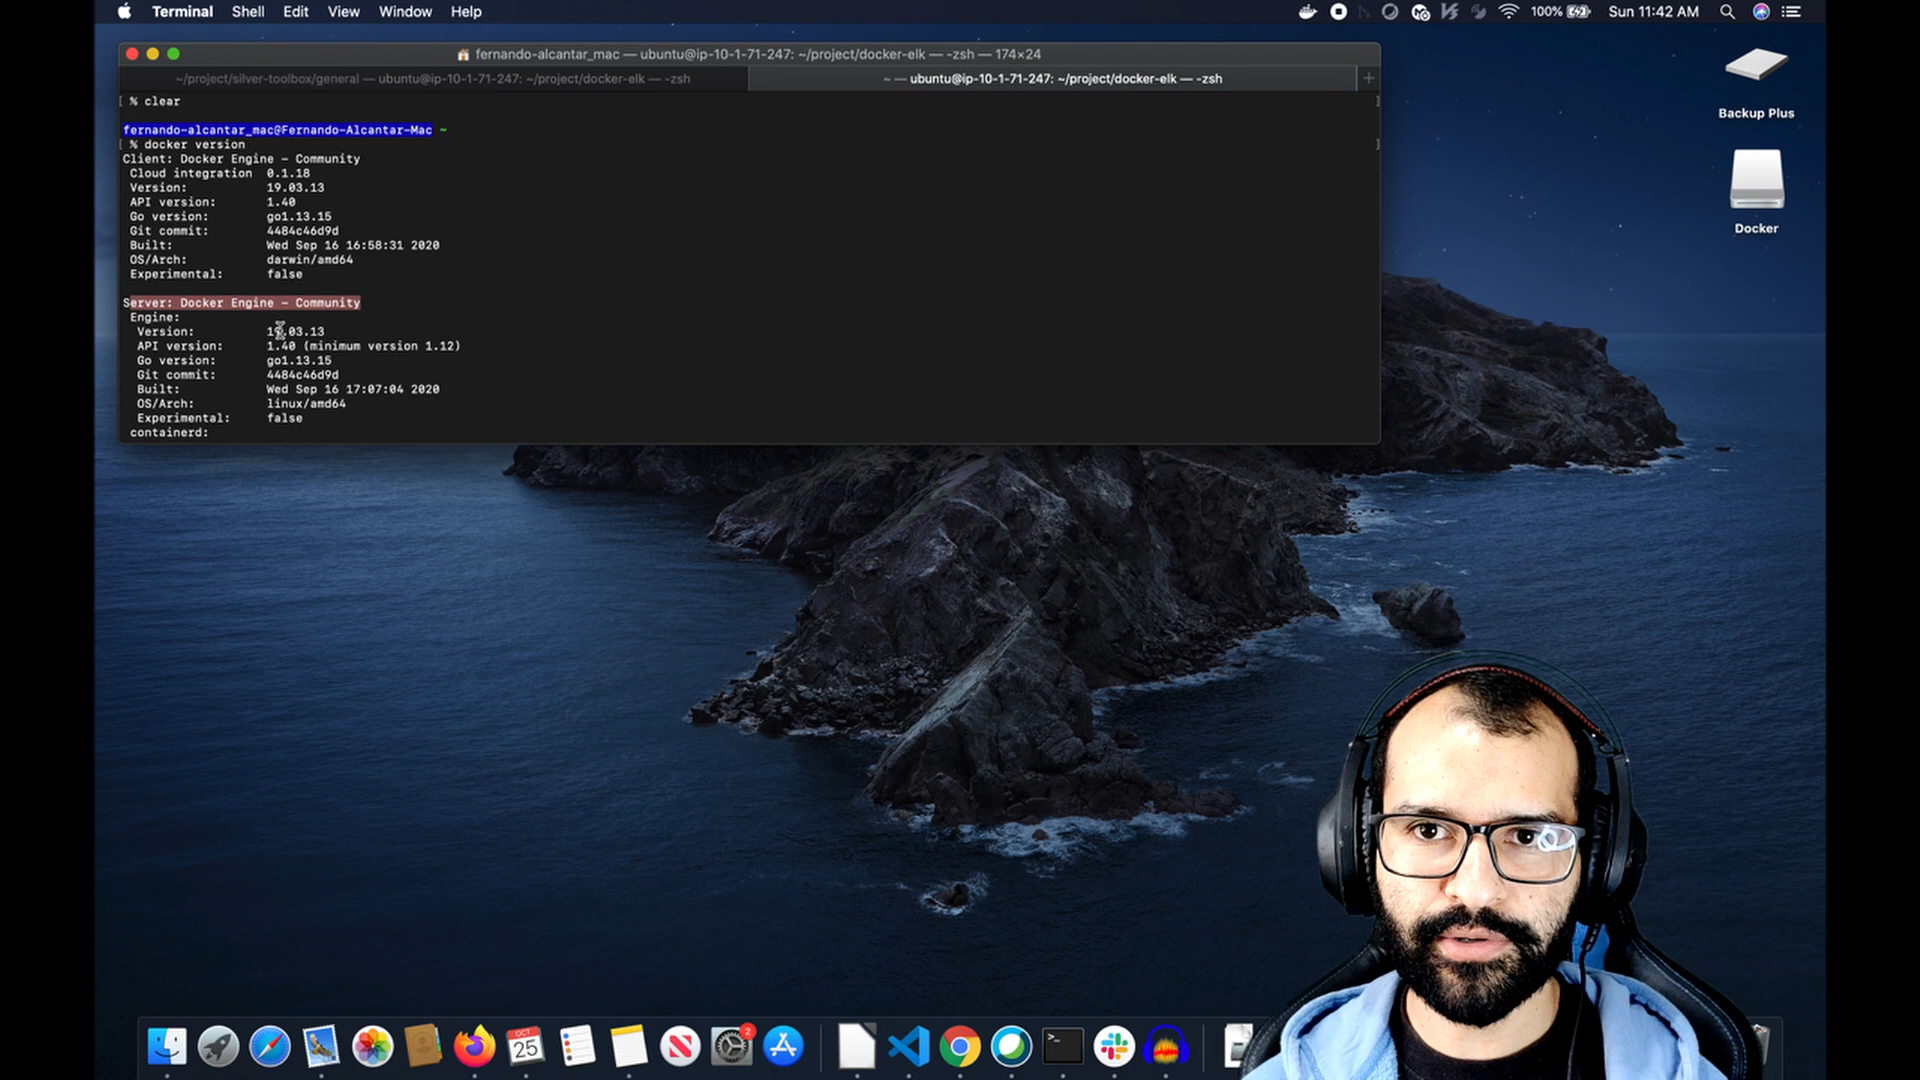 Terminal Shell Edit View Window Help 100% Sun 11:42 AM
fernando-alcantar_mac — ubuntu@ip-10-1-71-247: ~/project/docker-elk — -zsh — 174×24
~/project/silver-toolbox/general — ubuntu@ip-10-1-71-247: ~/project/docker-elk — -zsh
~ — ubuntu@ip-10-1-71-247: ~/project/docker-elk — -zsh
[ % clear ]
fernando-alcantar_mac@Fernando-Alcantar-Mac ~
[ % docker version ]
Client: Docker Engine - Community
Cloud integration 0.1.18
Version: 19.03.13
API version: 1.40
Go version: go1.13.15
Git commit: 4484c46d9d
Built: Wed Sep 16 16:58:31 2020
OS/Arch: darwin/amd64
Experimental: false
Server: Docker Engine - Community
Engine:
Version: 19.03.13
API version: 1.40 (minimum version 1.12)
Go version: go1.13.15
Git commit: 4484c46d9d
Built: Wed Sep 16 17:07:04 2020
OS/Arch: linux/amd64
Experimental: false
containerd:
Backup Plus
Docker
OCT
25
2